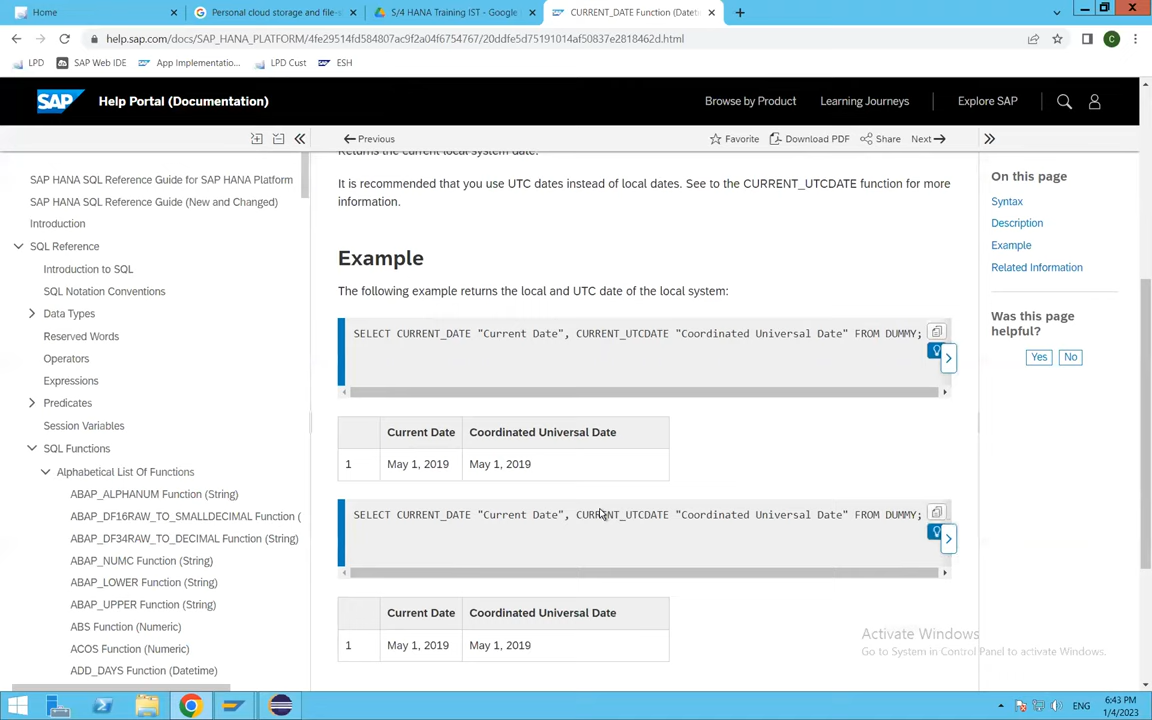 Home
Personal cloud storage and file-s
S/4 HANA Training IST - Google
CURRENT_DATE Function (Datet
help.sap.com/docs/SAP_HANA_PLATFORM/4fe29514fd584807ac9f2a04f6754767/20ddfe5d75191014af50837e2818462d.html
C
LPD
SAP Web IDE
App Implementatio...
LPD Cust
ESH
SAP
Help Portal (Documentation)
Browse by Product
Learning Journeys
Explore SAP
Previous
Favorite
Download PDF
Share
Next
SAP HANA SQL Reference Guide for SAP HANA Platform
SAP HANA SQL Reference Guide (New and Changed)
Introduction
SQL Reference
Introduction to SQL
SQL Notation Conventions
Data Types
Reserved Words
Operators
Expressions
Predicates
Session Variables
SQL Functions
Alphabetical List Of Functions
ABAP_ALPHANUM Function (String)
ABAP_DF16RAW_TO_SMALLDECIMAL Function (
ABAP_DF34RAW_TO_DECIMAL Function (String)
ABAP_NUMC Function (String)
ABAP_LOWER Function (String)
ABAP_UPPER Function (String)
ABS Function (Numeric)
ACOS Function (Numeric)
ADD_DAYS Function (Datetime)
Returns the current local system date.
It is recommended that you use UTC dates instead of local dates. See to the CURRENT_UTCDATE function for more
information.
Example
The following example returns the local and UTC date of the local system:
SELECT CURRENT_DATE "Current Date", CURRENT_UTCDATE "Coordinated Universal Date" FROM DUMMY;
Current Date Coordinated Universal Date
1 May 1, 2019 May 1, 2019
SELECT CURRENT_DATE "Current Date", CURRENT_UTCDATE "Coordinated Universal Date" FROM DUMMY;
Current Date Coordinated Universal Date
1 May 1, 2019 May 1, 2019
On this page
Syntax
Description
Example
Related Information
Was this page
helpful?
Yes No
Activate Windows
Go to System in Control Panel to activate Windows.
ENG
6:43 PM
1/4/2023